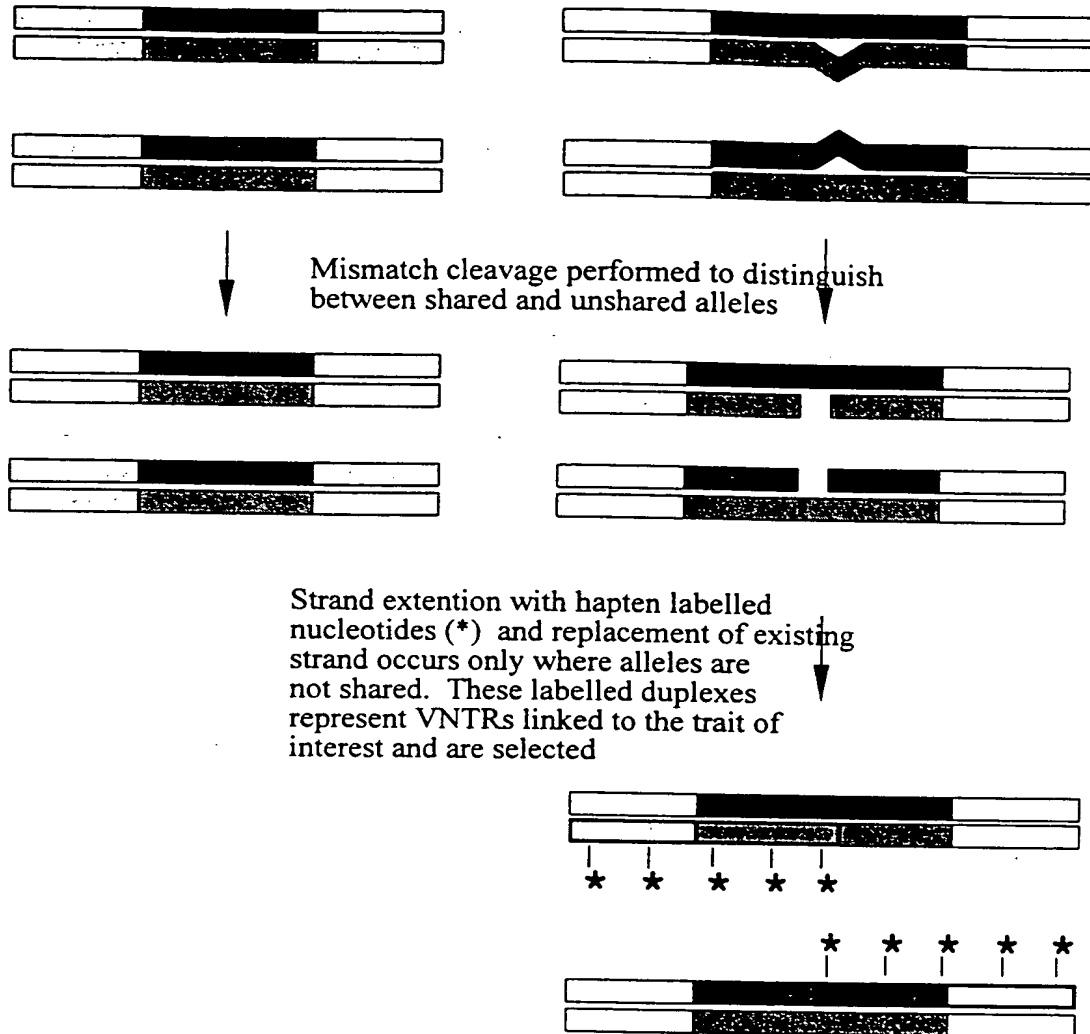 Mismatch cleavage performed to distinguish
between shared and unshared alleles
Strand extention with hapten labelled
nucleotides (*) and replacement of existing
strand occurs only where alleles are
not shared. These labelled duplexes
represent VNTRs linked to the trait of
interest and are selected
* * * * *
* * * * *